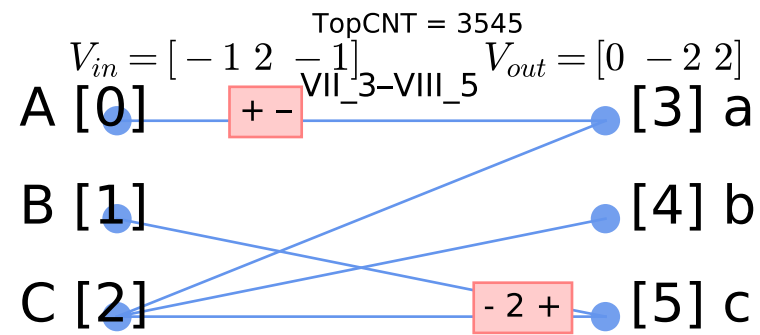 TopCNT = 3545
V_in = [ − 1 2 − 1]
V_out = [0 − 2 2]
VII_3–VIII_5
A [0]
+ –
[3] a
B [1]
[4] b
C [2]
- 2 +
[5] c